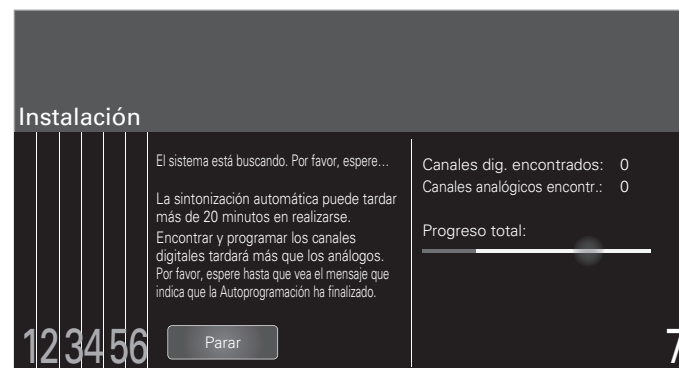 Instalación
El sistema está buscando. Por favor, espere...
La sintonización automática puede tardar
más de 20 minutos en realizarse.
Encontrar y programar los canales
digitales tardará más que los análogos.
Por favor, espere hasta que vea el mensaje que
indica que la Autoprogramación ha finalizado.
Parar
Canales dig. encontrados: 0
Canales analógicos encontr.: 0
Progreso total:
123456
7